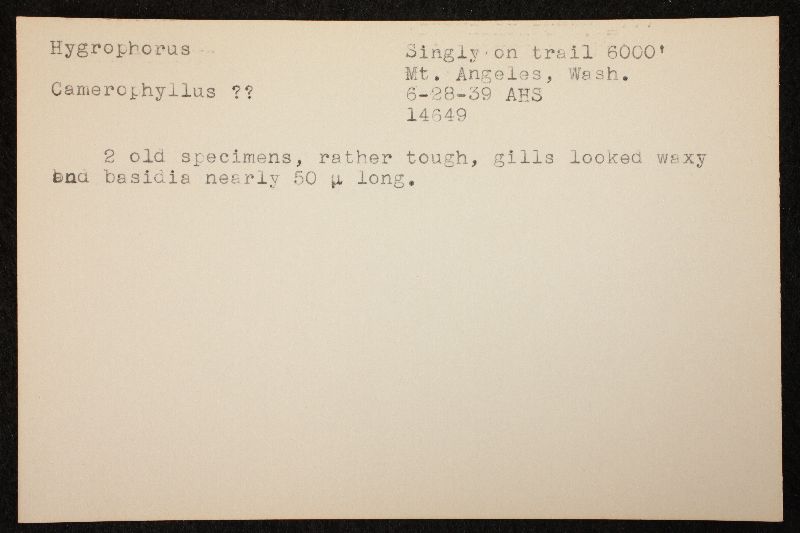 Hygrophorus
Camerophyllus ??
Singly on trail 6000'
Mt. Angeles, Wash.
6-28-39 AHS
14649
2 old specimens, rather tough, gills looked waxy
and basidia nearly 50 µ long.